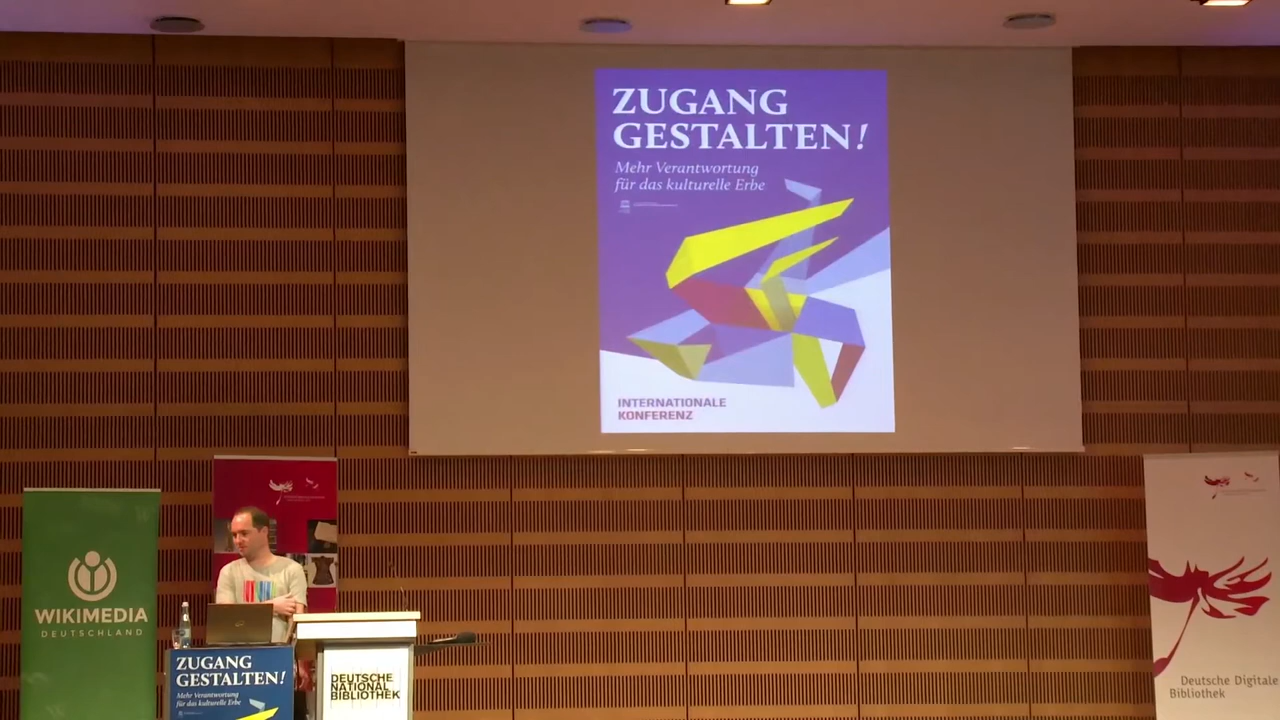 ZUGANG
GESTALTEN!
Mehr Verantwortung
für das kulturelle Erbe
INTERNATIONALE
KONFERENZ
WIKIMEDIA
DEUTSCHLAND
ZUGANG
GESTALTEN!
Mehr Verantwortung
für das kulturelle Erbe
DEUTSCHE
NATIONAL
BIBLIOTHEK
Deutsche Digitale
Bibliothek